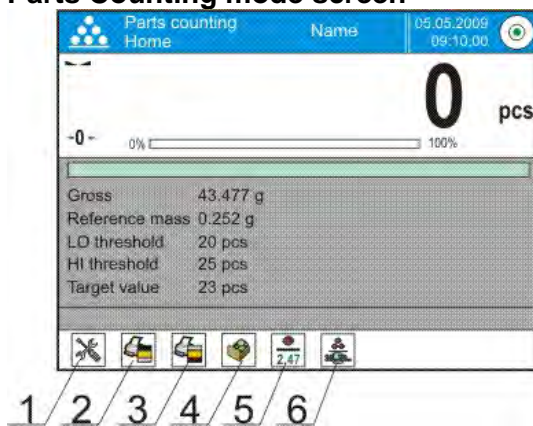 Parts Counting mode screen
Parts counting
Home
Name
05.05.2009
09:10:00
0 pcs
-0- 0% 100%
Gross 43.477 g
Reference mass 0.252 g
LO threshold 20 pcs
HI threshold 25 pcs
Target value 23 pcs
2,47
1 2 3 4 5 6